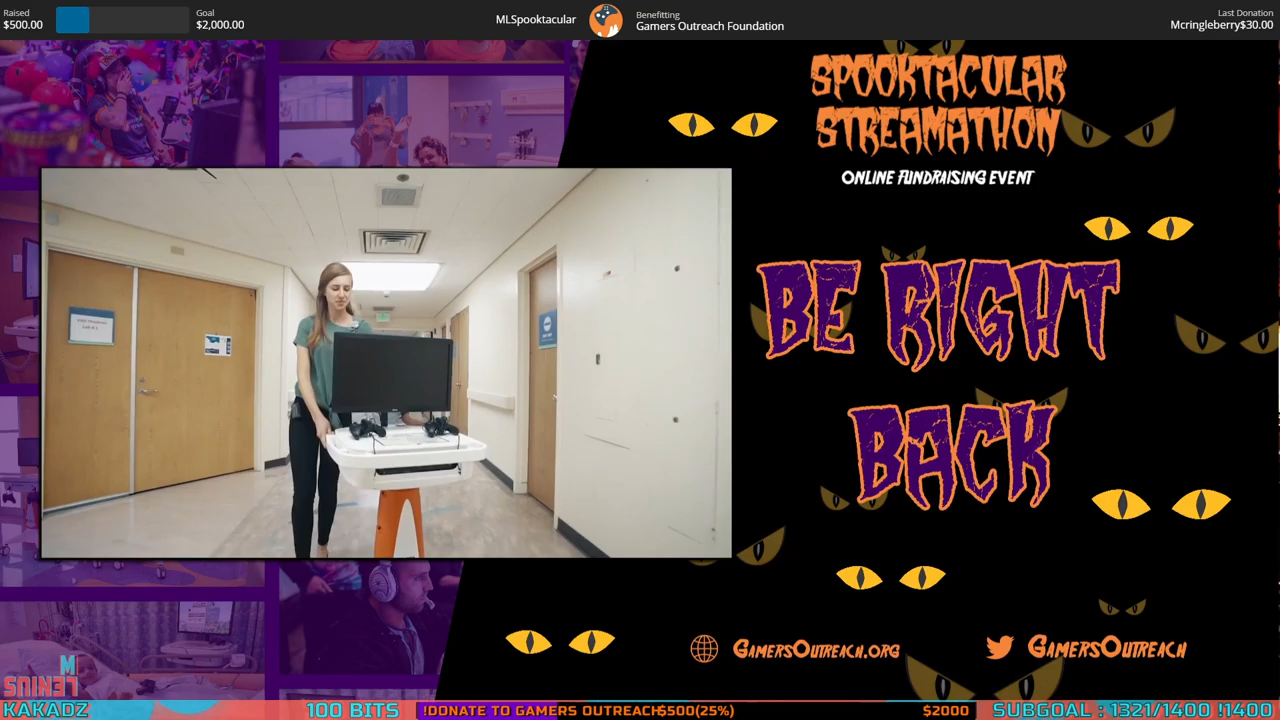 Raised
$500.00
Goal
$2,000.00
MLSpooktacular
Benefitting
Gamers Outreach Foundation
Last Donation
Mcringleberry$30.00
SPOOKTACULAR
STREAMATHON
ONLINE FUNDRAISING EVENT
BE RIGHT
BACK
GAMERSOUTREACH.ORG
GAMERSOUTREACH
KAKADZ
100 BITS
!DONATE TO GAMERS OUTREACH$500(25%)
$2000
SUBGOAL : 1321/1400 !1400